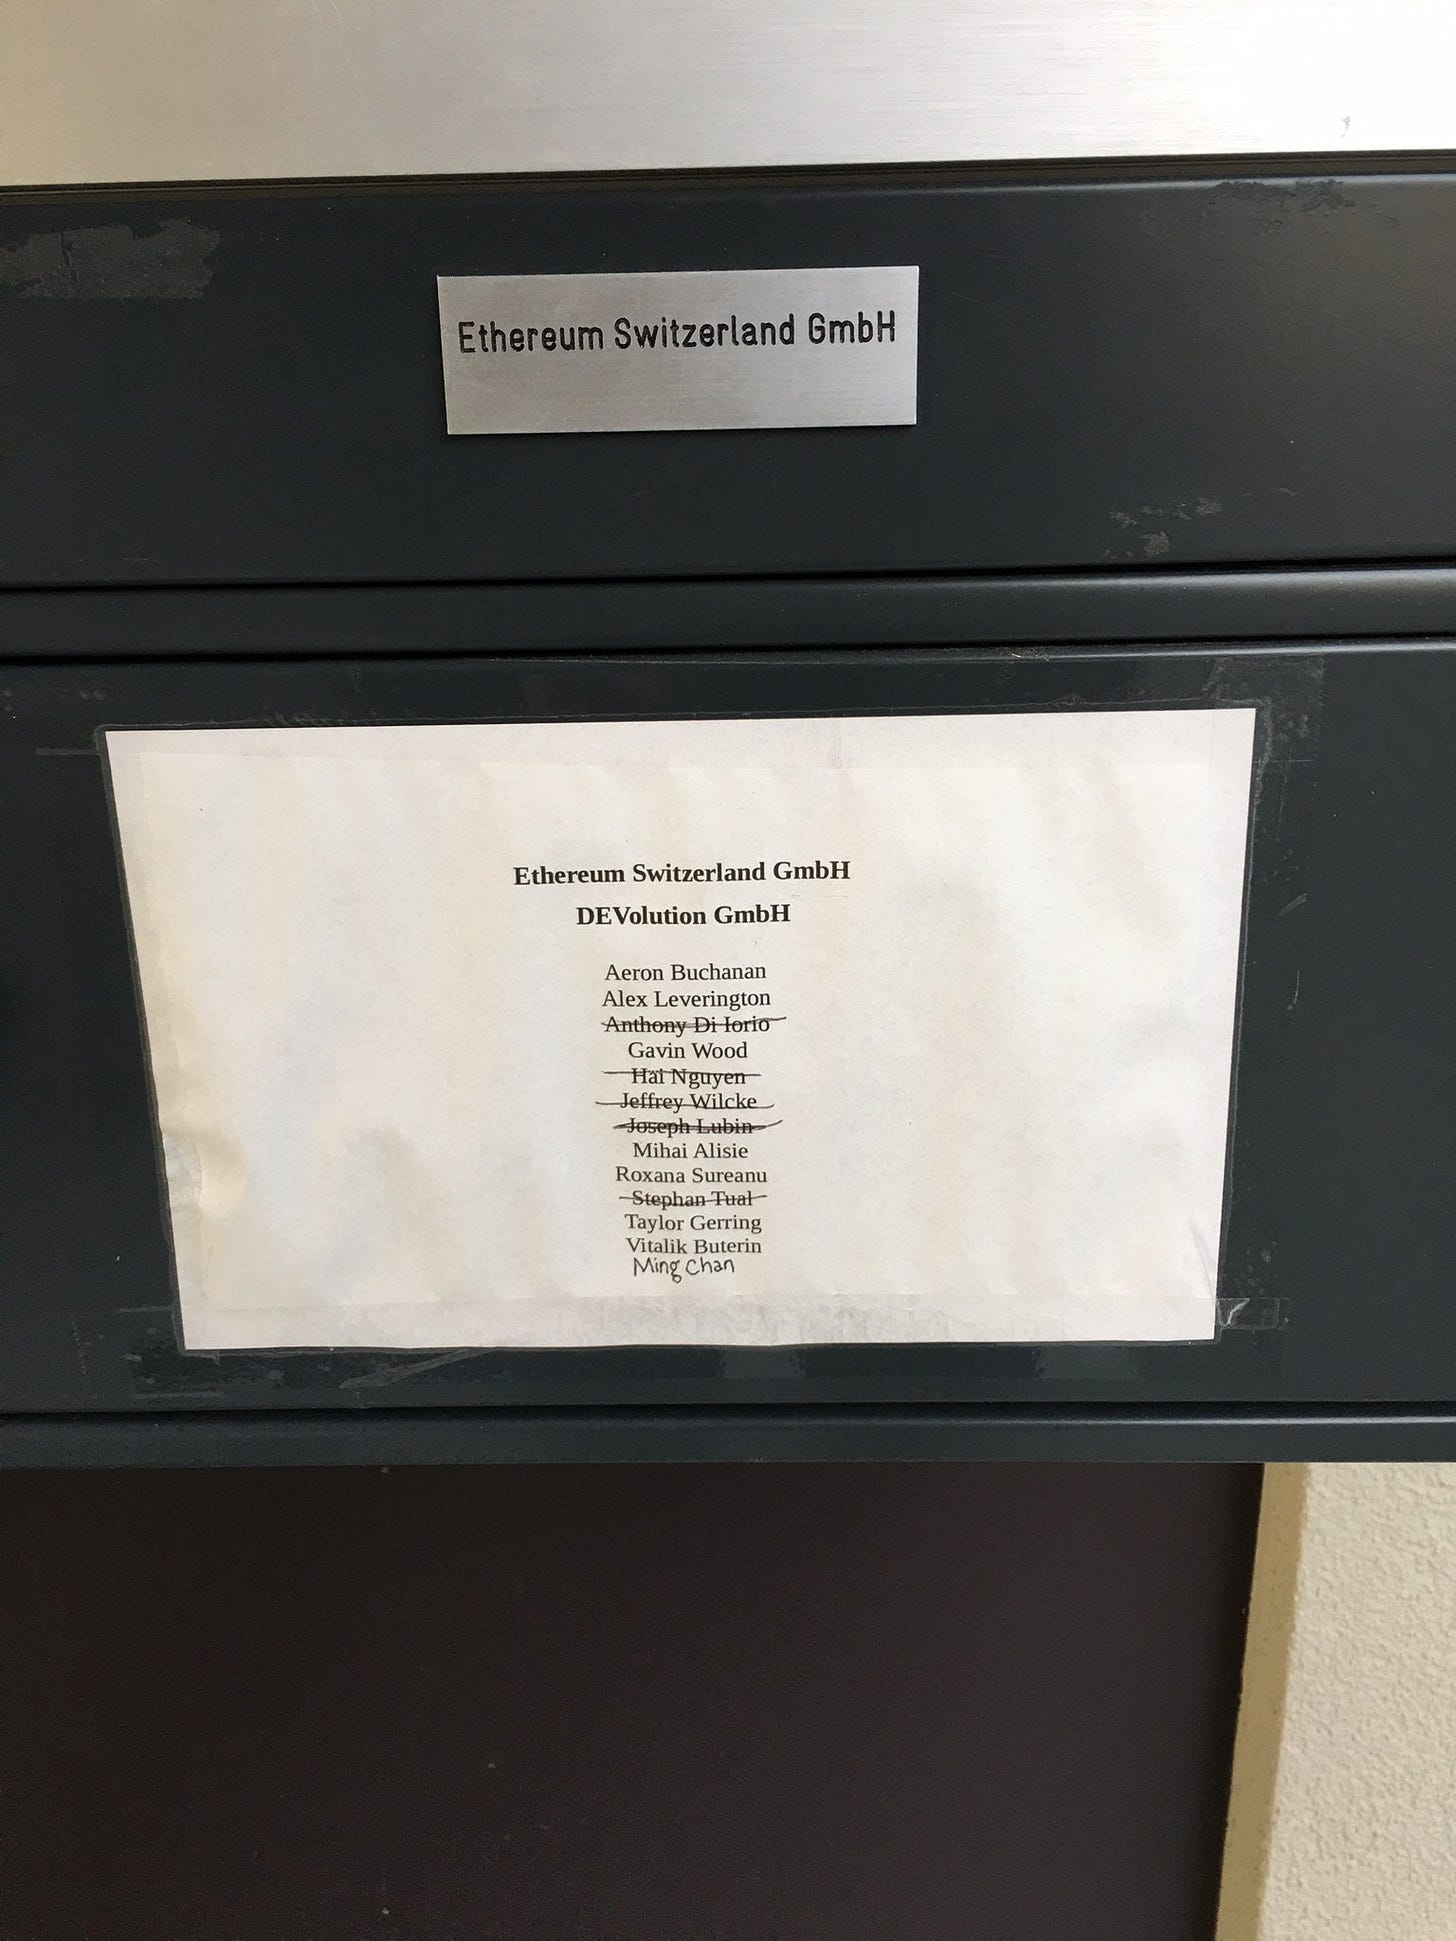 Ethereum Switzerland GmbH
Ethereum Switzerland GmbH
DEVolution GmbH
Aeron Buchanan
Alex Leverington
Anthony Di Iorio
Gavin Wood
Hai Nguyen
Jeffrey Wilcke
Joseph Lubin
Mihai Alisie
Roxana Sureanu
Stephan Tual
Taylor Gerring
Vitalik Buterin
Ming Chan